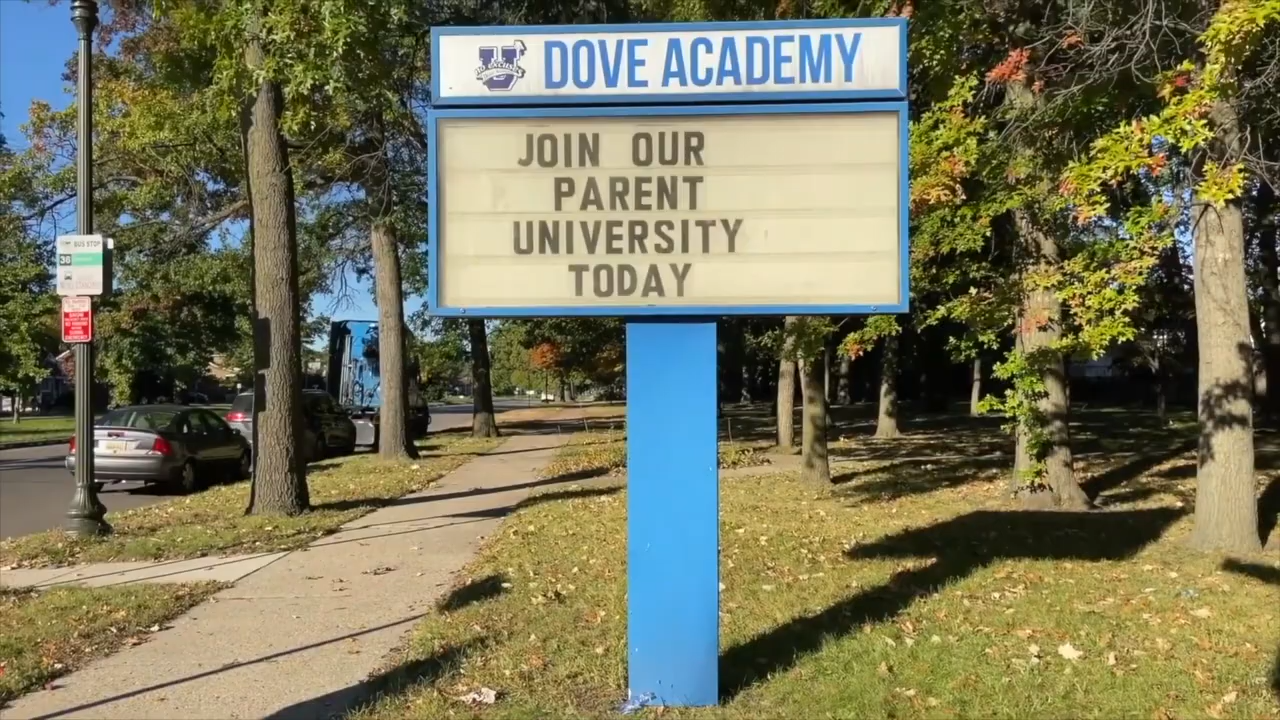 DOVE ACADEMY
JOIN OUR
PARENT
UNIVERSITY
TODAY
BUS STOP
38